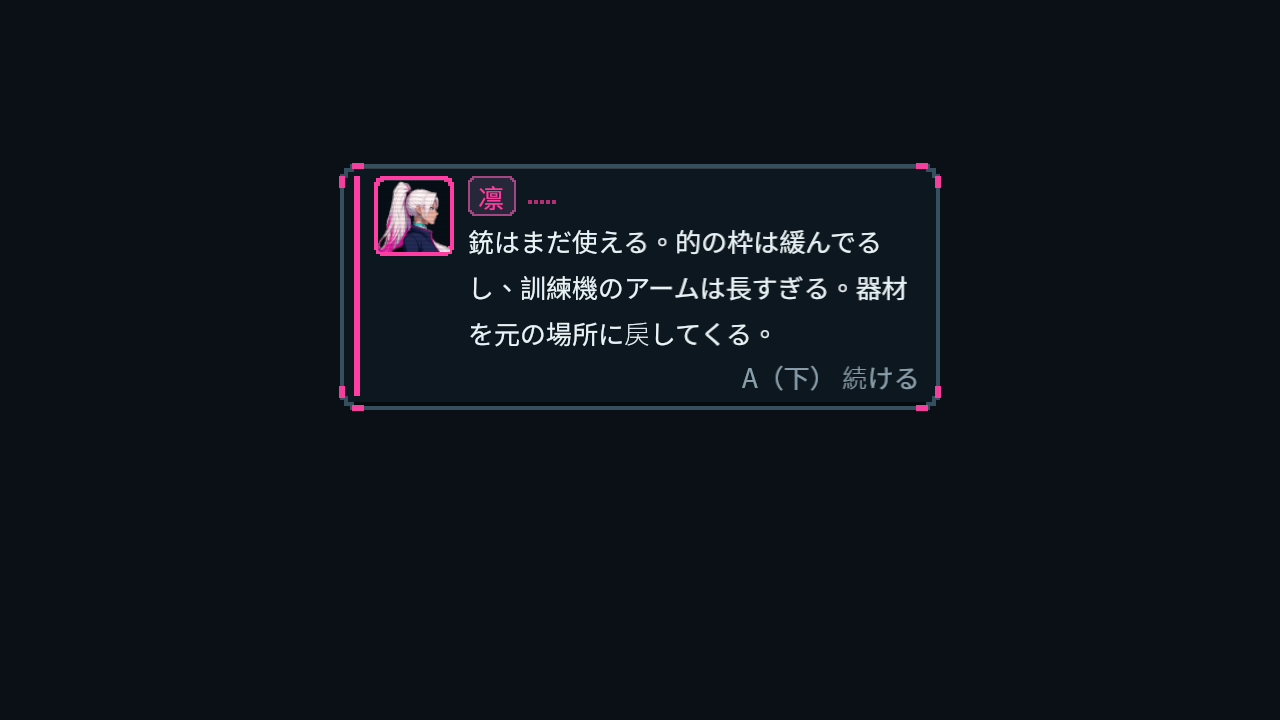 凛
銃はまだ使える。的の枠は緩んでる
し、訓練機のアームは長すぎる。器材
を元の場所に戻してくる。
A（下） 続ける